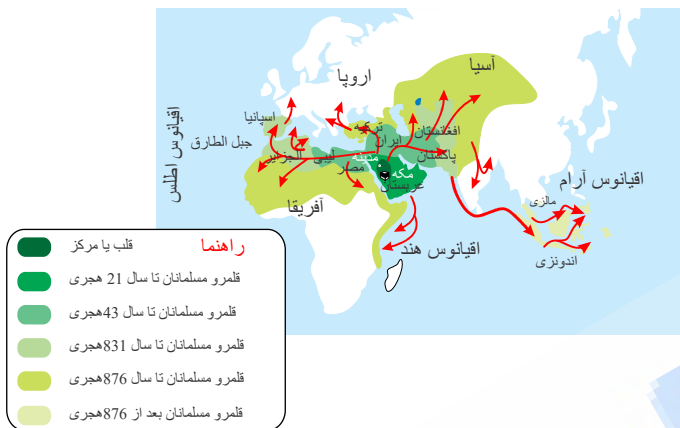 آسیا
اروپا
اقیانوس اطلس
اسپانیا
ترکیه
افغانستان
جبل الطارق
ایران
الجزایر
لیبی
مدینه
پاکستان
مصر
مکه
عربستان
اقیانوس آرام
مالزی
آفریقا
اقیانوس هند
اندونزی
راهنما
قلب یا مرکز
قلمرو مسلمانان تا سال 21 هجری
قلمرو مسلمانان تا سال 43هجری
قلمرو مسلمانان تا سال 831هجری
قلمرو مسلمانان تا سال 876هجری
قلمرو مسلمانان بعد از 876هجری